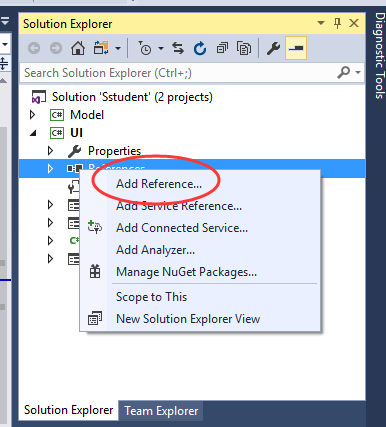 Solution Explorer
Search Solution Explorer (Ctrl+;)
Solution 'Sstudent' (2 projects)
C# Model
C# UI
Properties
References
Add Reference...
Add Service Reference...
Add Connected Service...
Add Analyzer...
Manage NuGet Packages...
Scope to This
New Solution Explorer View
Solution Explorer
Team Explorer
Diagnostic Tools